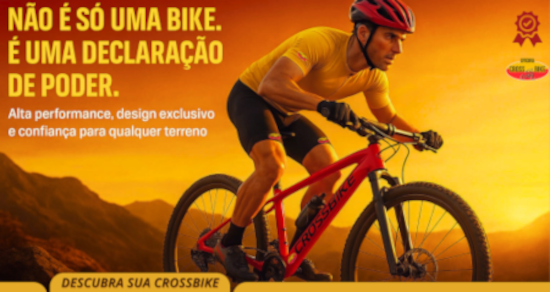 NÃO É SÓ UMA BIKE.
É UMA DECLARAÇÃO
DE PODER.
Alta performance, design exclusivo
e confiança para qualquer terreno
CROSSBIKE
DESCUBRA SUA CROSSBIKE